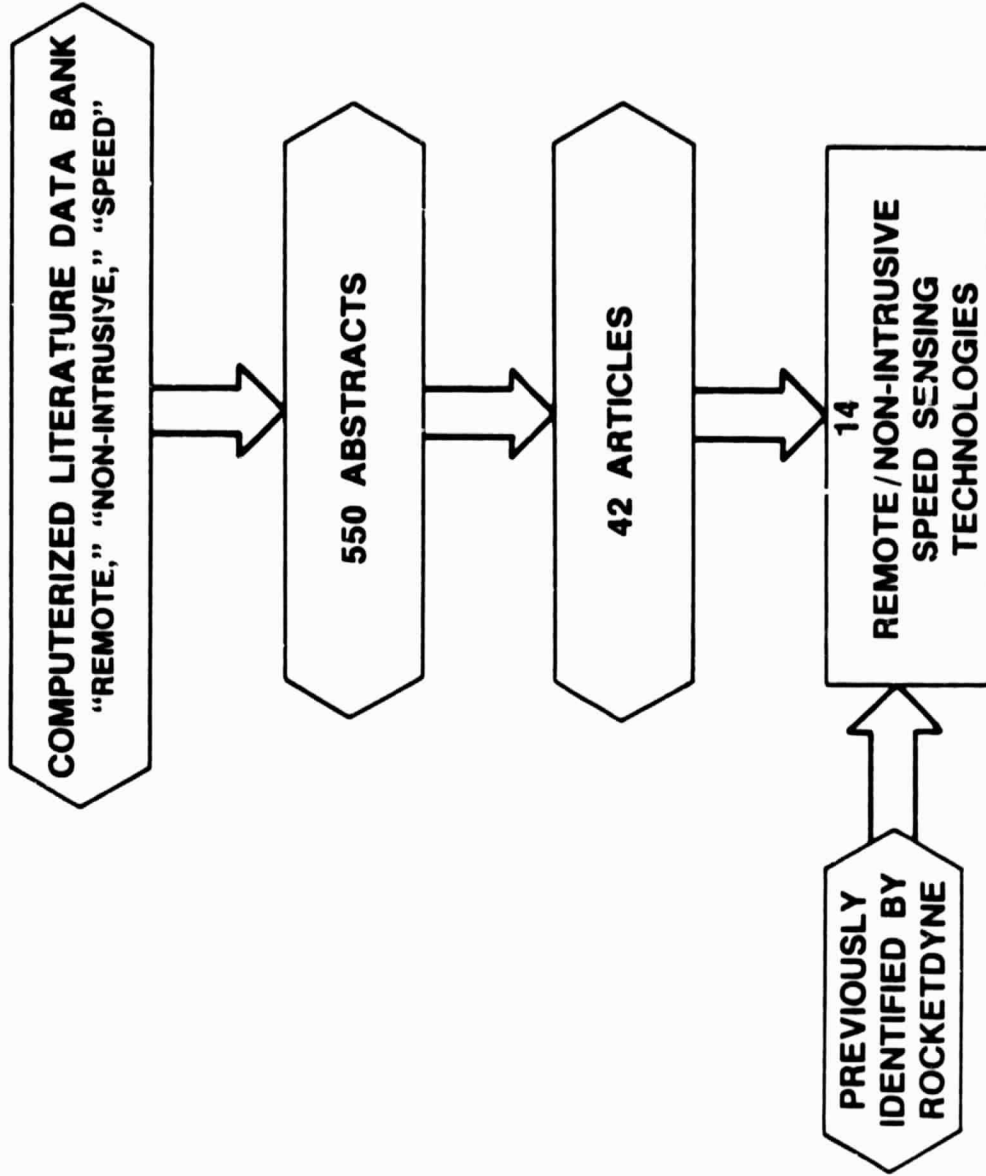 COMPUTERIZED LITERATURE DATA BANK
“REMOTE,” “NON-INTRUSIVE,” “SPEED”
550 ABSTRACTS
42 ARTICLES
14
REMOTE/NON-INTRUSIVE
SPEED SENSING
TECHNOLOGIES
PREVIOUSLY
IDENTIFIED BY
ROCKETDYNE